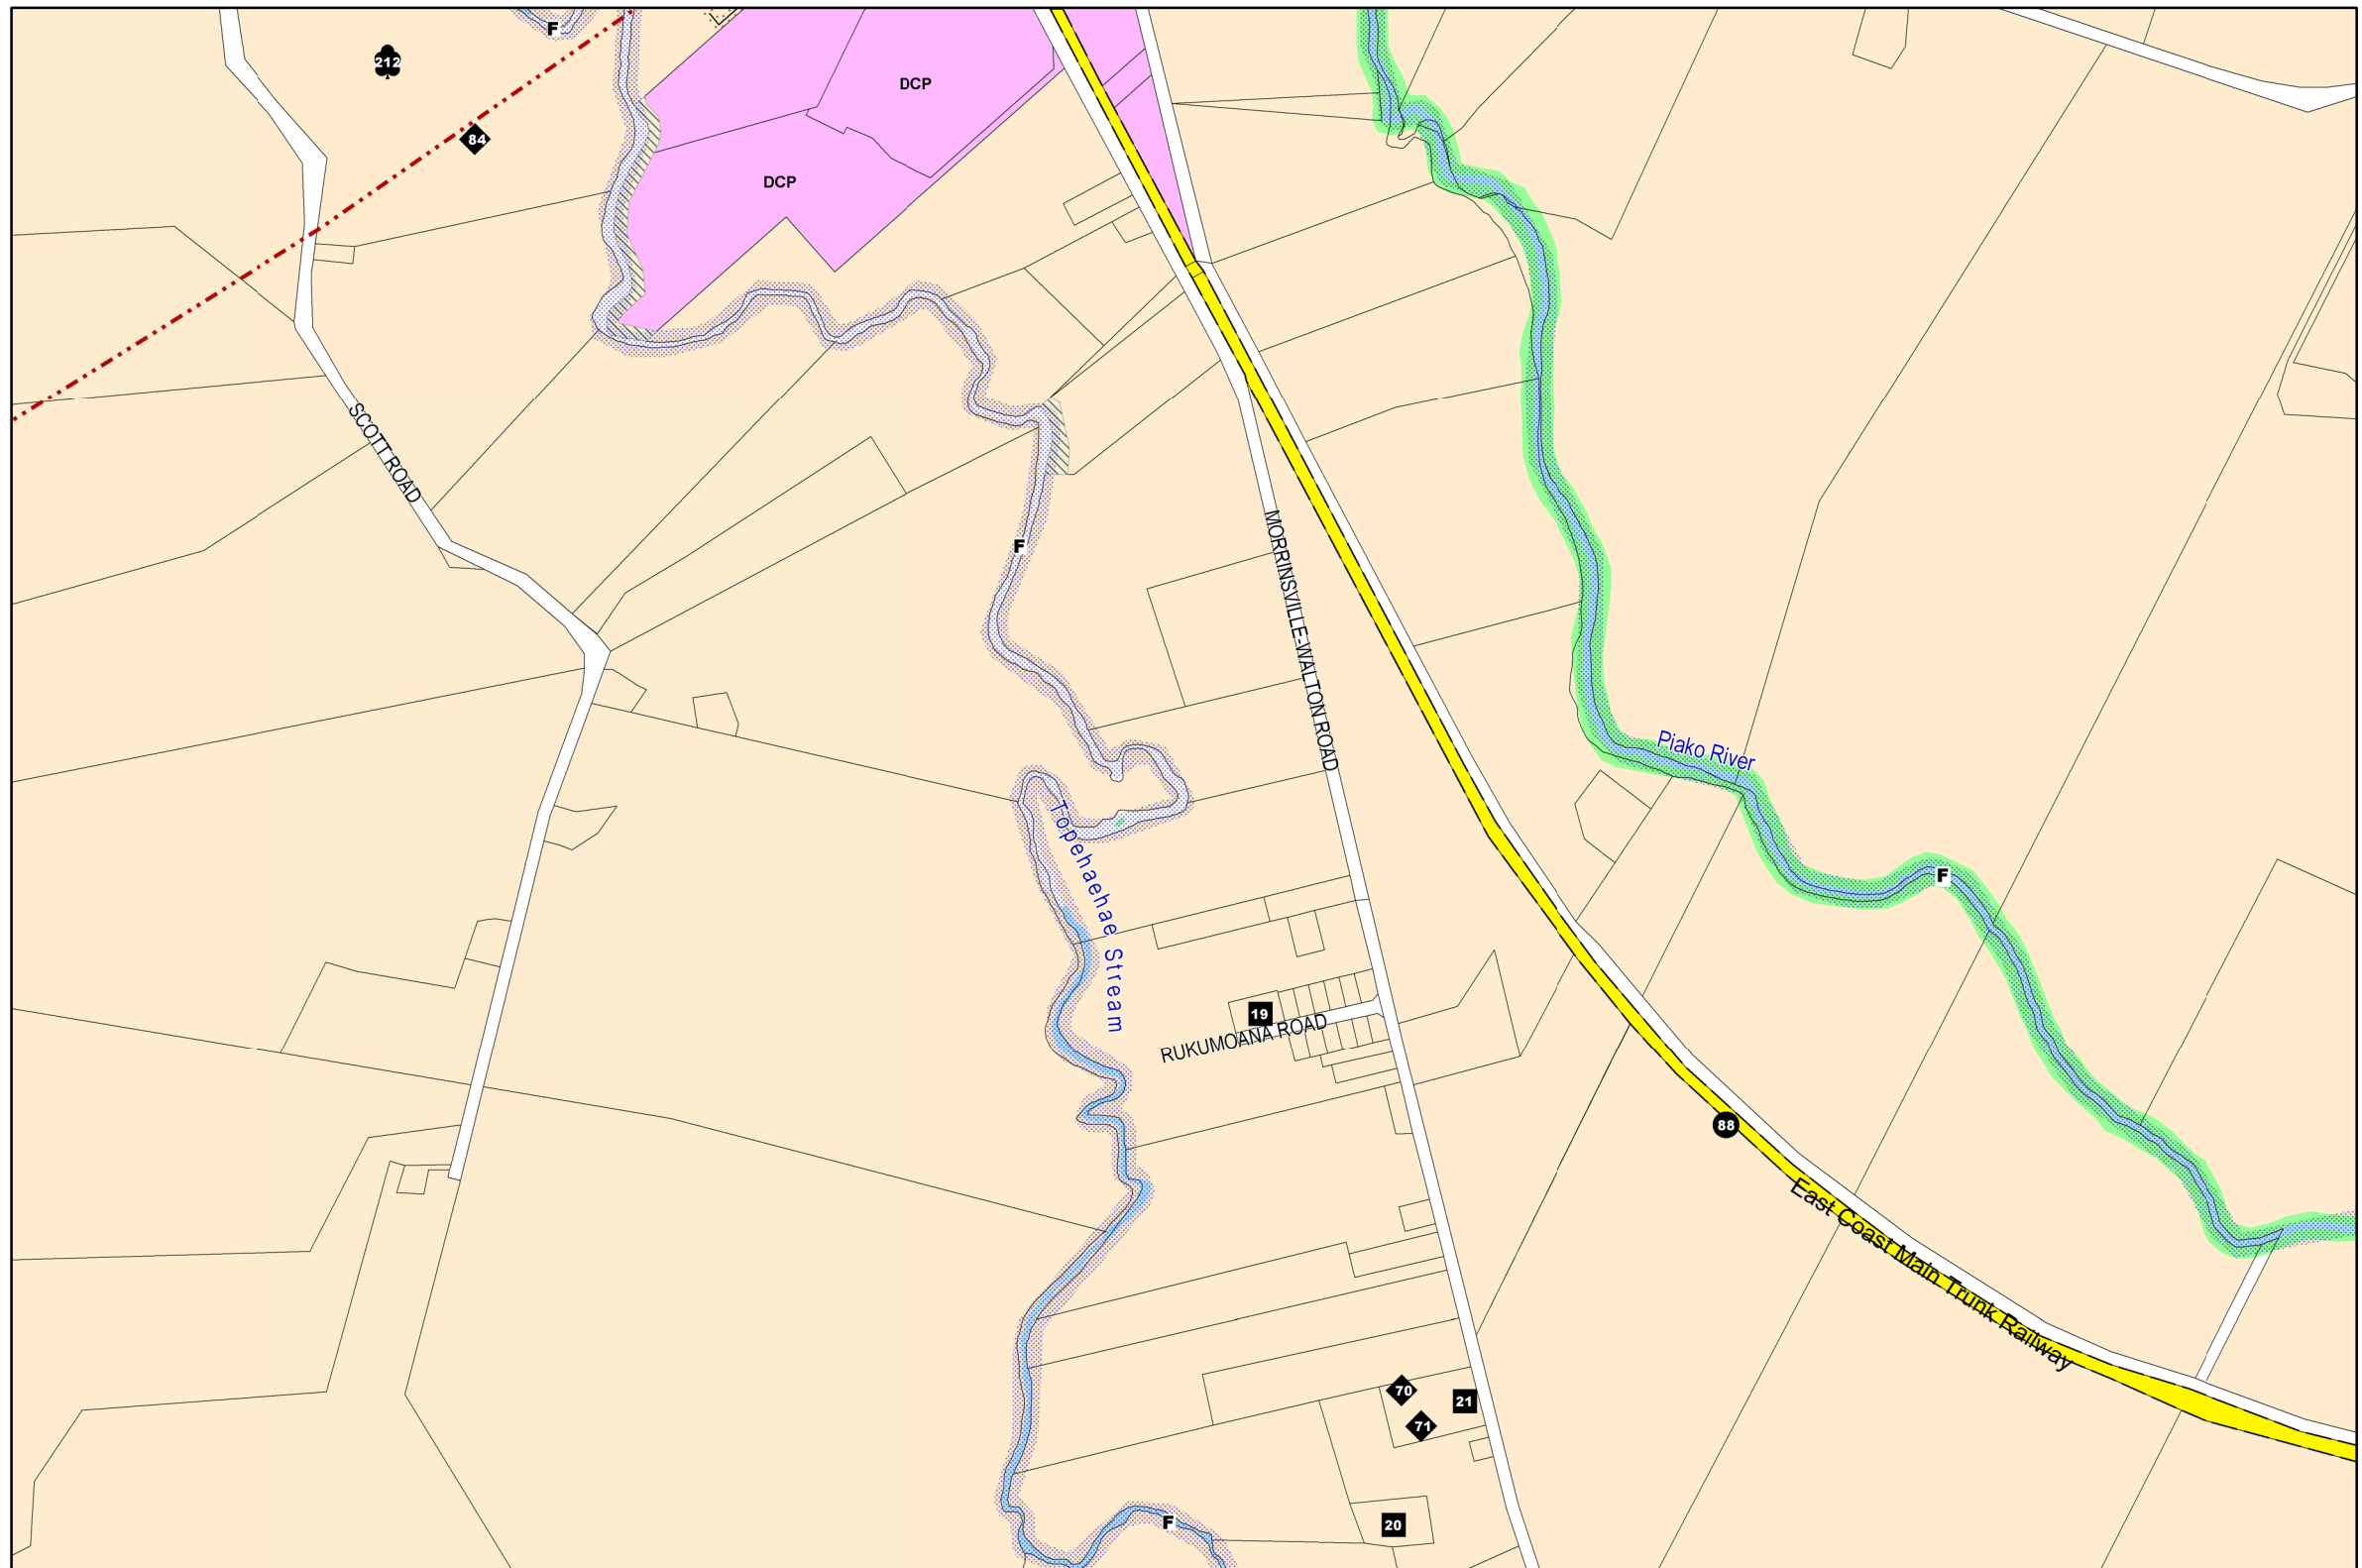 F
212
84
DCP
DCP
SCOTT ROAD
F
MORRINSVILLE-WALTON ROAD
Piako River
Topehaehae Stream
F
19
RUKUMOANA ROAD
88
East Coast Main Trunk Railway
70
21
71
F
20